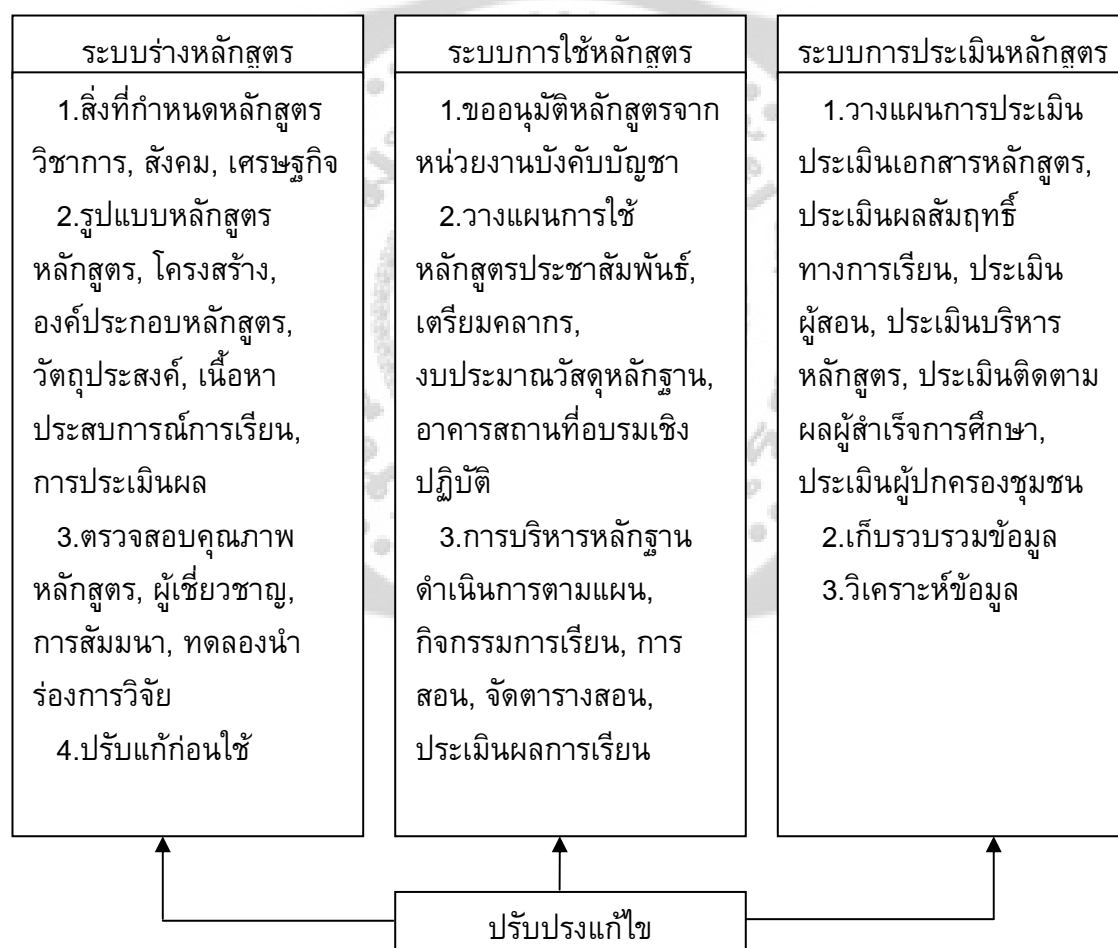 ระบบร่างหลักสูตร
1.สิ่งที่กำหนดหลักสูตร
วิชาการ, สังคม, เศรษฐกิจ
2.รูปแบบหลักสูตร
หลักสูตร, โครงสร้าง,
องค์ประกอบหลักสูตร,
วัตถุประสงค์, เนื้อหา
ประสบการณ์การเรียน,
การประเมินผล
3.ตรวจสอบคุณภาพ
หลักสูตร, ผู้เชี่ยวชาญ,
การสัมมนา, ทดลองนำ
ร่องการวิจัย
4.ปรับแก้ก่อนใช้
ระบบการใช้หลักสูตร
1.ขออนุมัติหลักสูตรจาก
หน่วยงานบังคับบัญชา
2.วางแผนการใช้
หลักสูตรประชาสัมพันธ์,
เตรียมคลากร,
งบประมาณวัสดุหลักฐาน,
อาคารสถานที่อบรมเชิง
ปฏิบัติ
3.การบริหารหลักฐาน
ดำเนินการตามแผน,
กิจกรรมการเรียน, การ
สอน, จัดตารางสอน,
ประเมินผลการเรียน
ระบบการประเมินหลักสูตร
1.วางแผนการประเมิน
ประเมินเอกสารหลักสูตร,
ประเมินผลสัมฤทธิ์
ทางการเรียน, ประเมิน
ผู้สอน, ประเมินบริหาร
หลักสูตร, ประเมินติดตาม
ผลผู้สำเร็จการศึกษา,
ประเมินผู้ปกครองชุมชน
2.เก็บรวบรวมข้อมูล
3.วิเคราะห์ข้อมูล
ปรับปรงแก้ไข